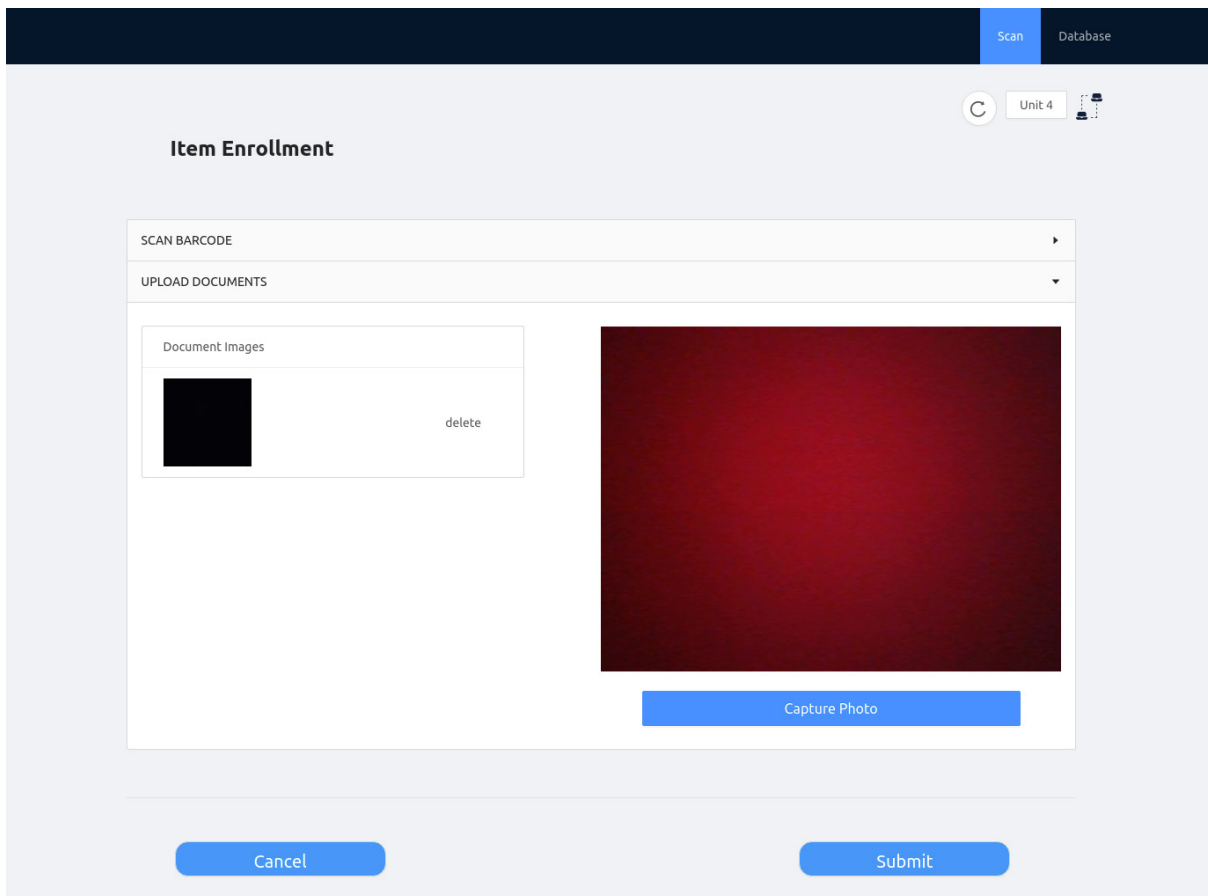 Scan Database
Unit 4
Item Enrollment
SCAN BARCODE
UPLOAD DOCUMENTS
Document Images
delete
Capture Photo
Cancel Submit